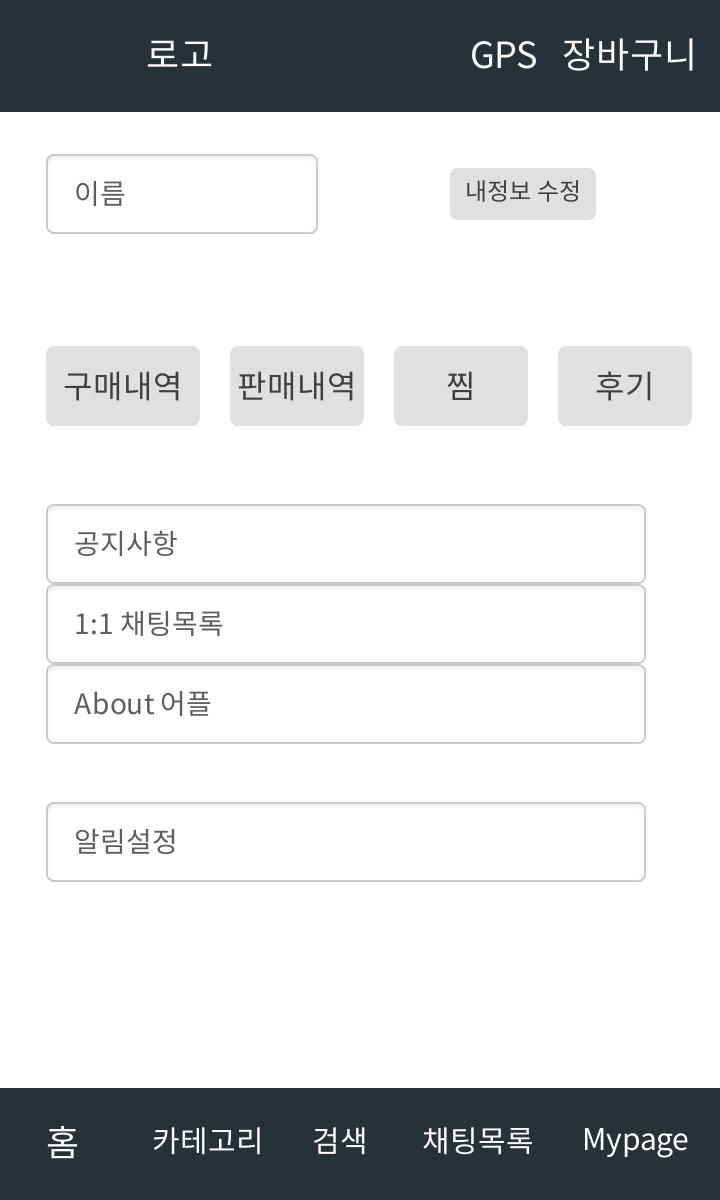 로고 GPS 장바구니
이름 내정보 수정
구매내역 판매내역 찜 후기
공지사항
1:1 채팅목록
About 어플
알림설정
홈 카테고리 검색 채팅목록 Mypage